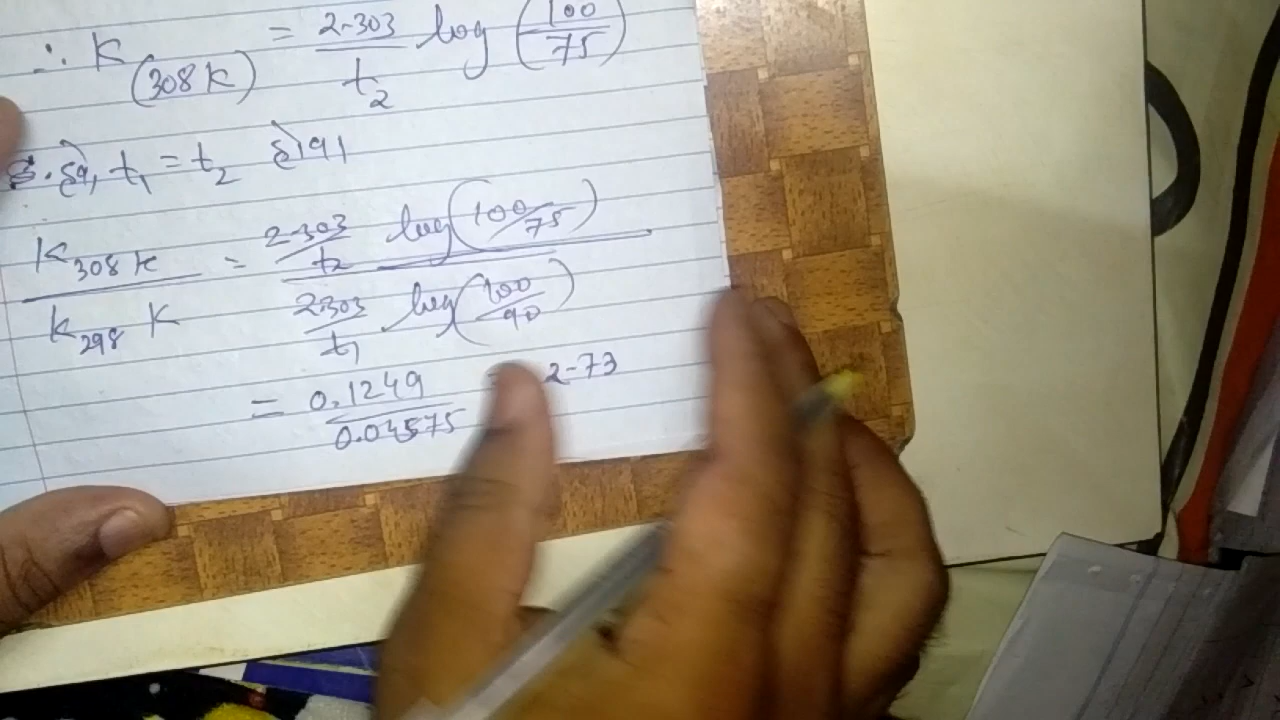 ∴ K (308 K) = 2.303/t₂ log (100/75)
t₁ = t₂
K₃₀₈ K / K₂₉₈ K = 2.303/t₂ log(100/75) / 2.303/t₁ log(100/90)
= 0.1249/0.04575 = 2.73